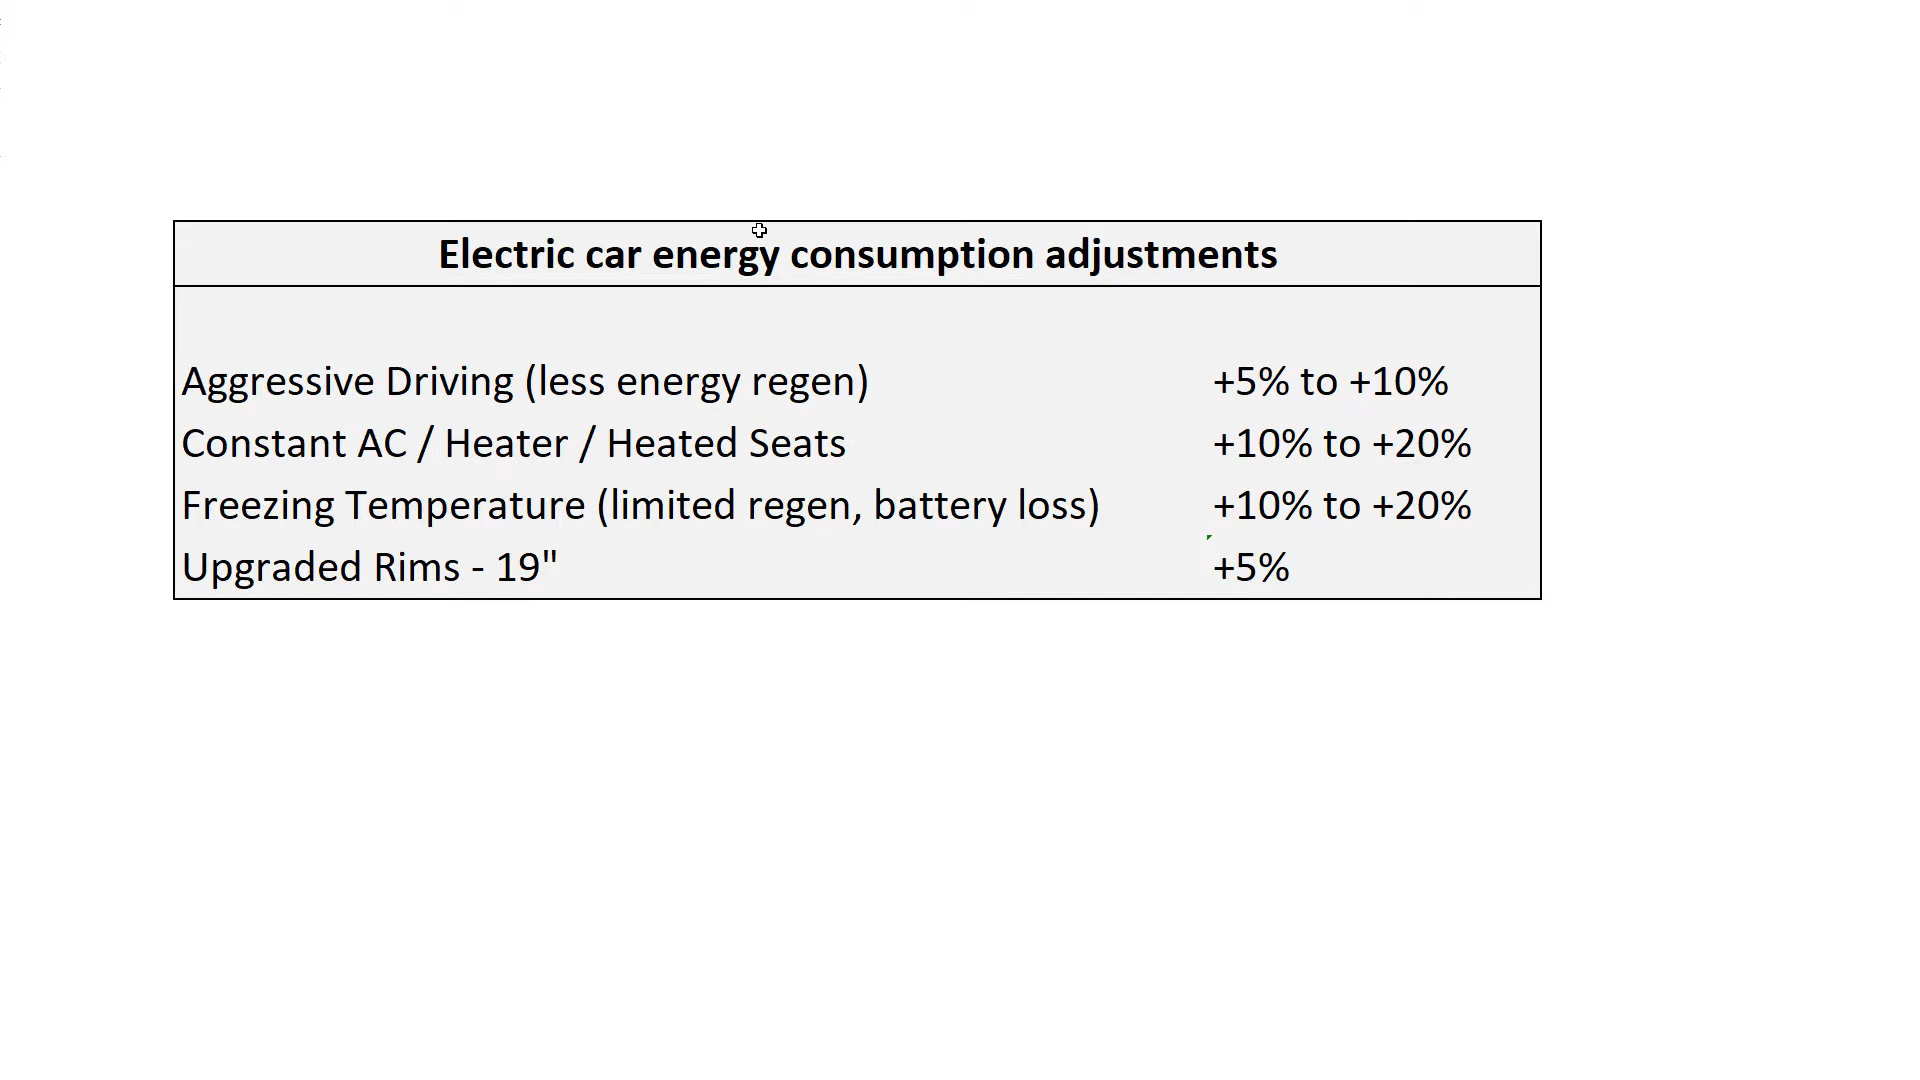 Electric car energy consumption adjustments
Aggressive Driving (less energy regen) +5% to +10%
Constant AC / Heater / Heated Seats +10% to +20%
Freezing Temperature (limited regen, battery loss) +10% to +20%
Upgraded Rims - 19" +5%